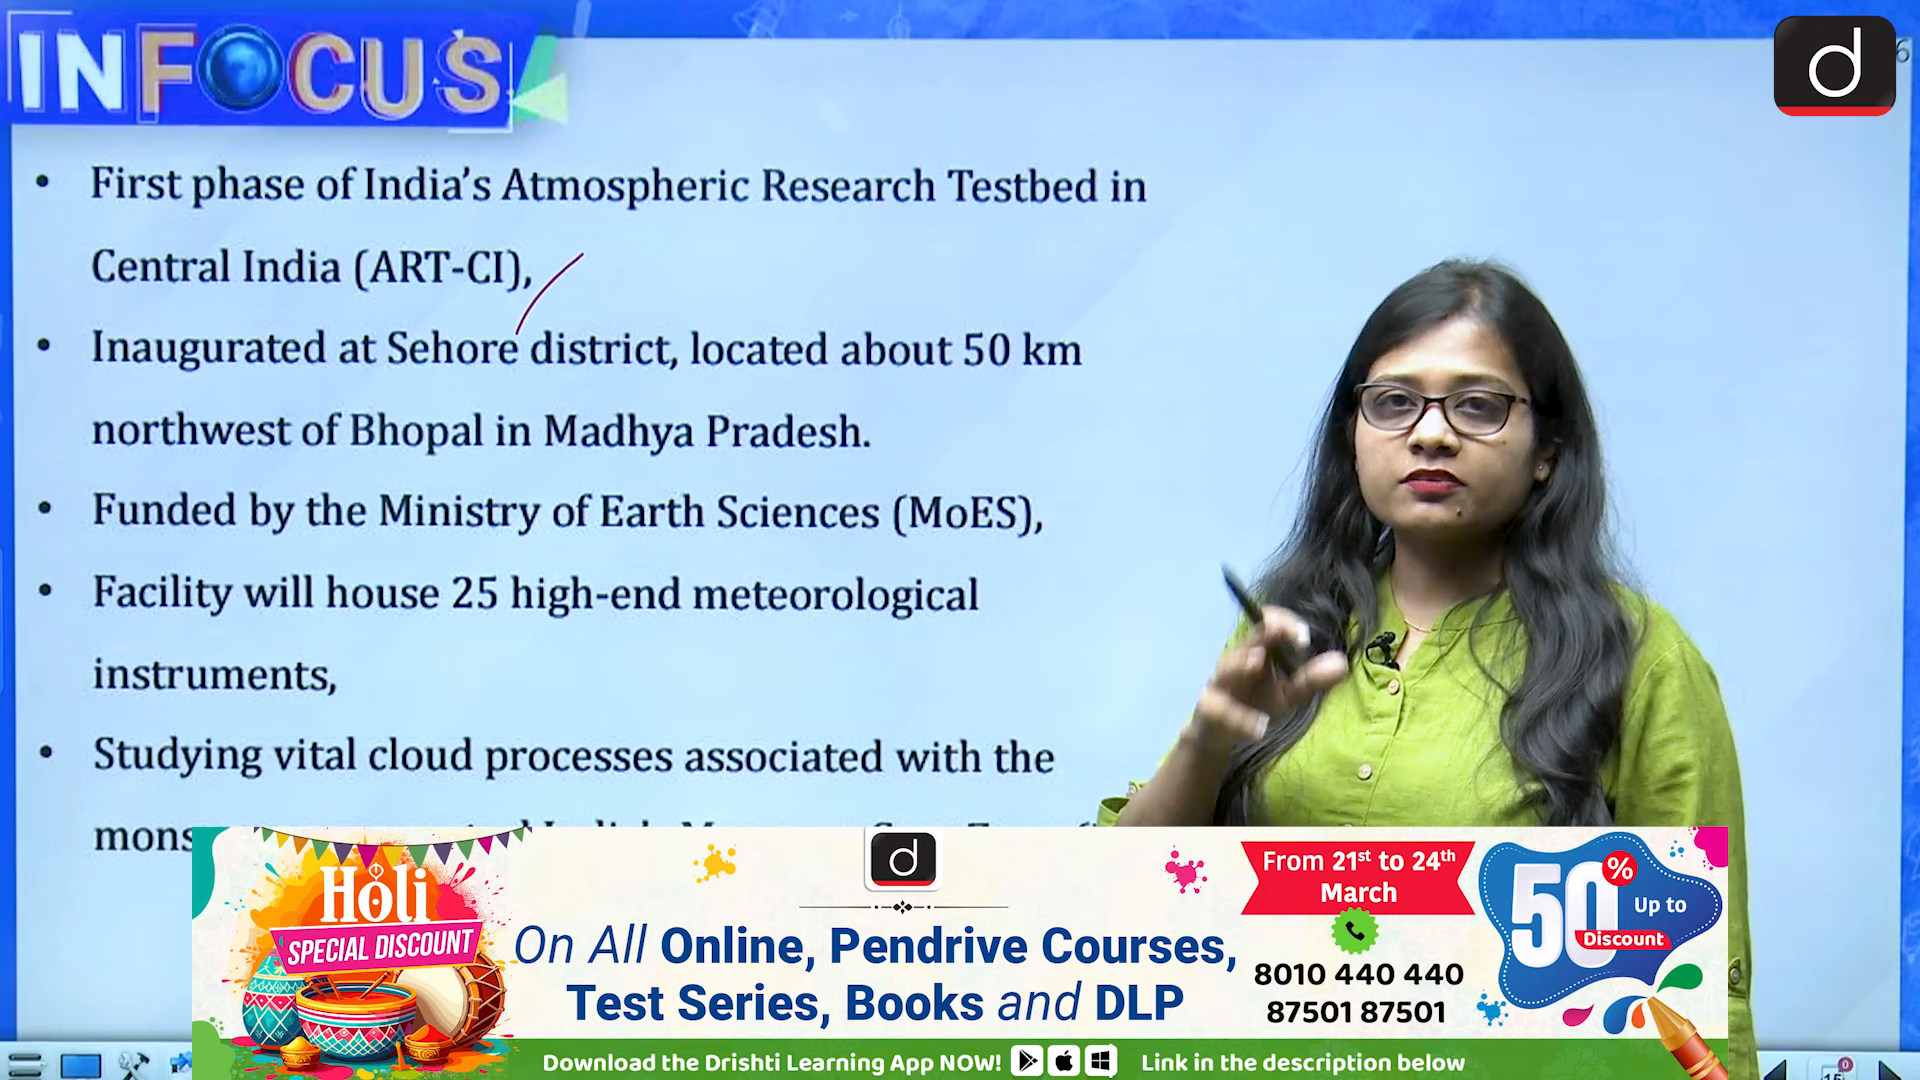 INFOCUS
d
• First phase of India's Atmospheric Research Testbed in
Central India (ART-CI),
• Inaugurated at Sehore district, located about 50 km
northwest of Bhopal in Madhya Pradesh.
• Funded by the Ministry of Earth Sciences (MoES),
• Facility will house 25 high-end meteorological
instruments,
• Studying vital cloud processes associated with the
Holi
SPECIAL DISCOUNT
d
On All Online, Pendrive Courses,
Test Series, Books and DLP
From 21st to 24th
March
8010 440 440
87501 87501
50%
Up to
Discount
Download the Drishti Learning App NOW! Link in the description below